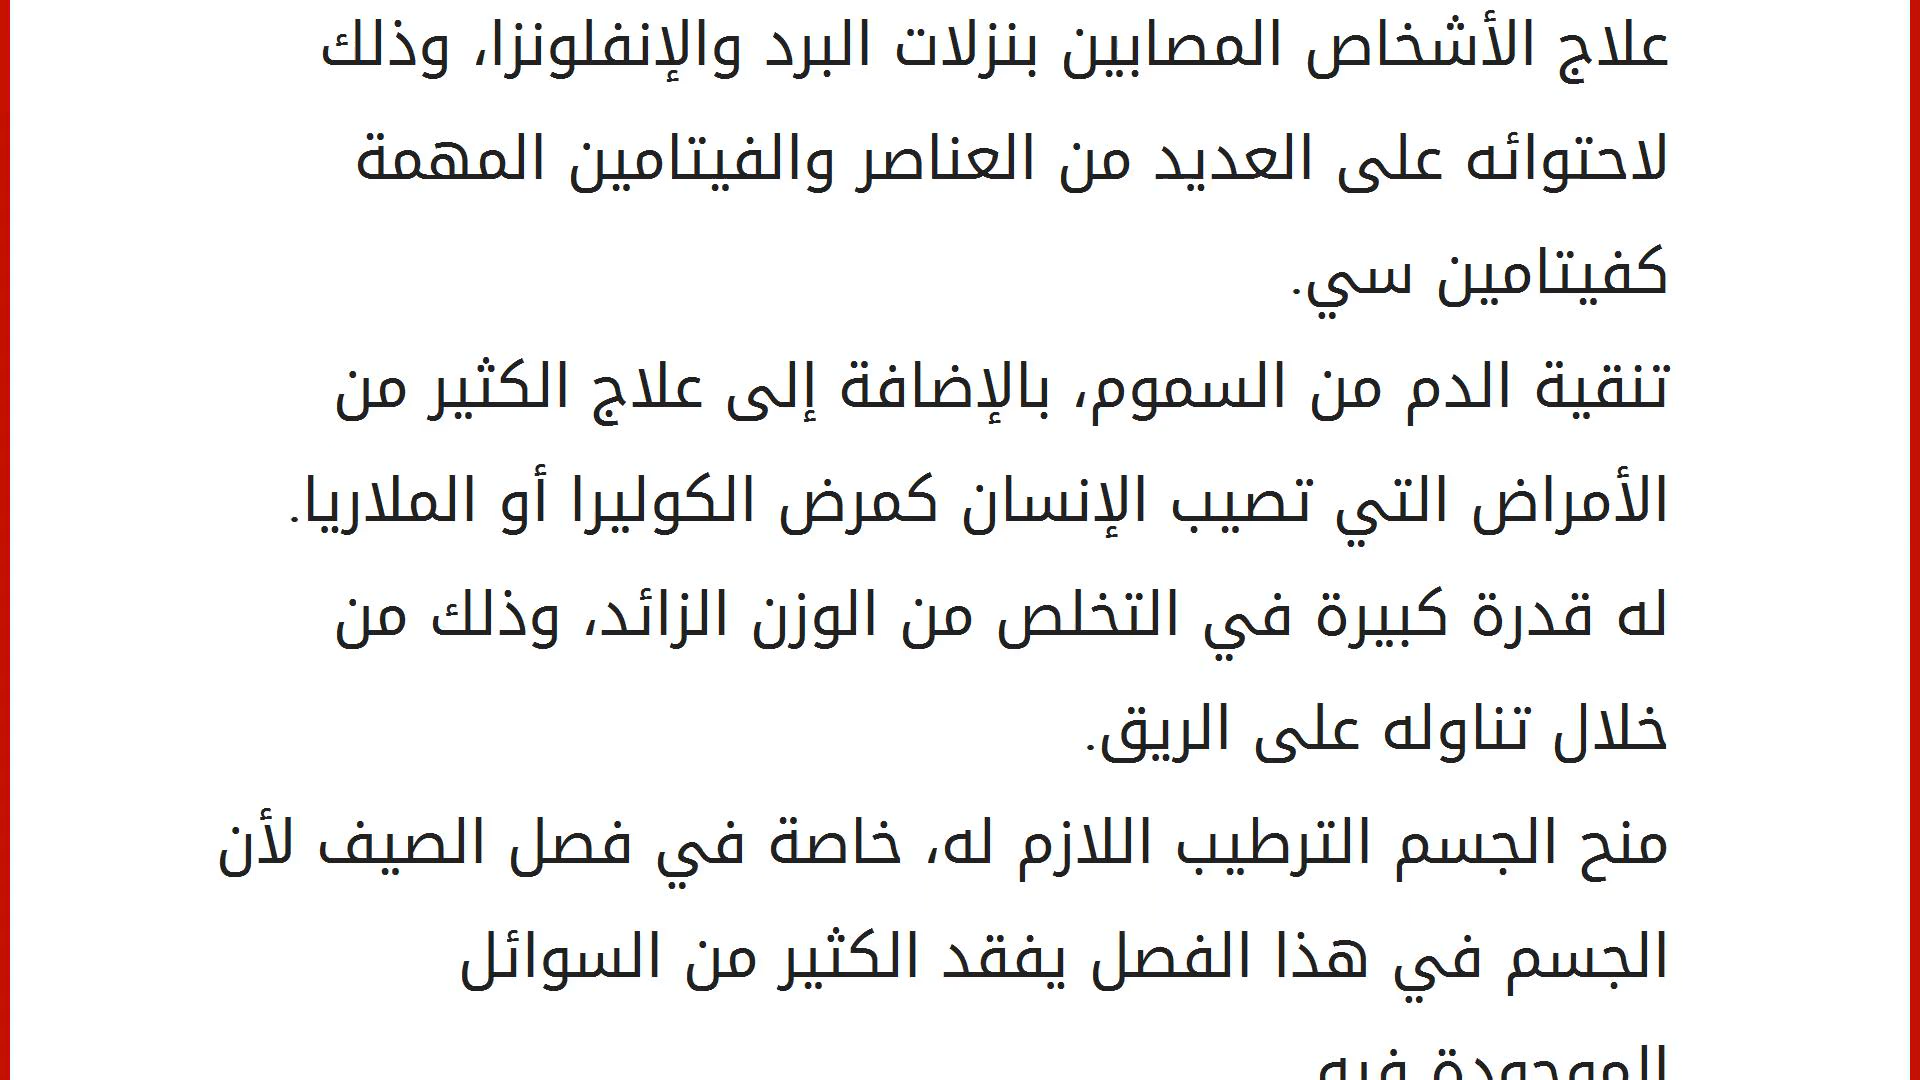 علاج الأشخاص المصابين بنزلات البرد والإنفلونزا، وذلك
لاحتوائه على العديد من العناصر والفيتامين المهمة
كفيتامين سي.
تنقية الدم من السموم، بالإضافة إلى علاج الكثير من
الأمراض التي تصيب الإنسان كمرض الكوليرا أو الملاريا.
له قدرة كبيرة في التخلص من الوزن الزائد، وذلك من
خلال تناوله على الريق.
منح الجسم الترطيب اللازم له، خاصة في فصل الصيف لأن
الجسم في هذا الفصل يفقد الكثير من السوائل
الموجودة فيه